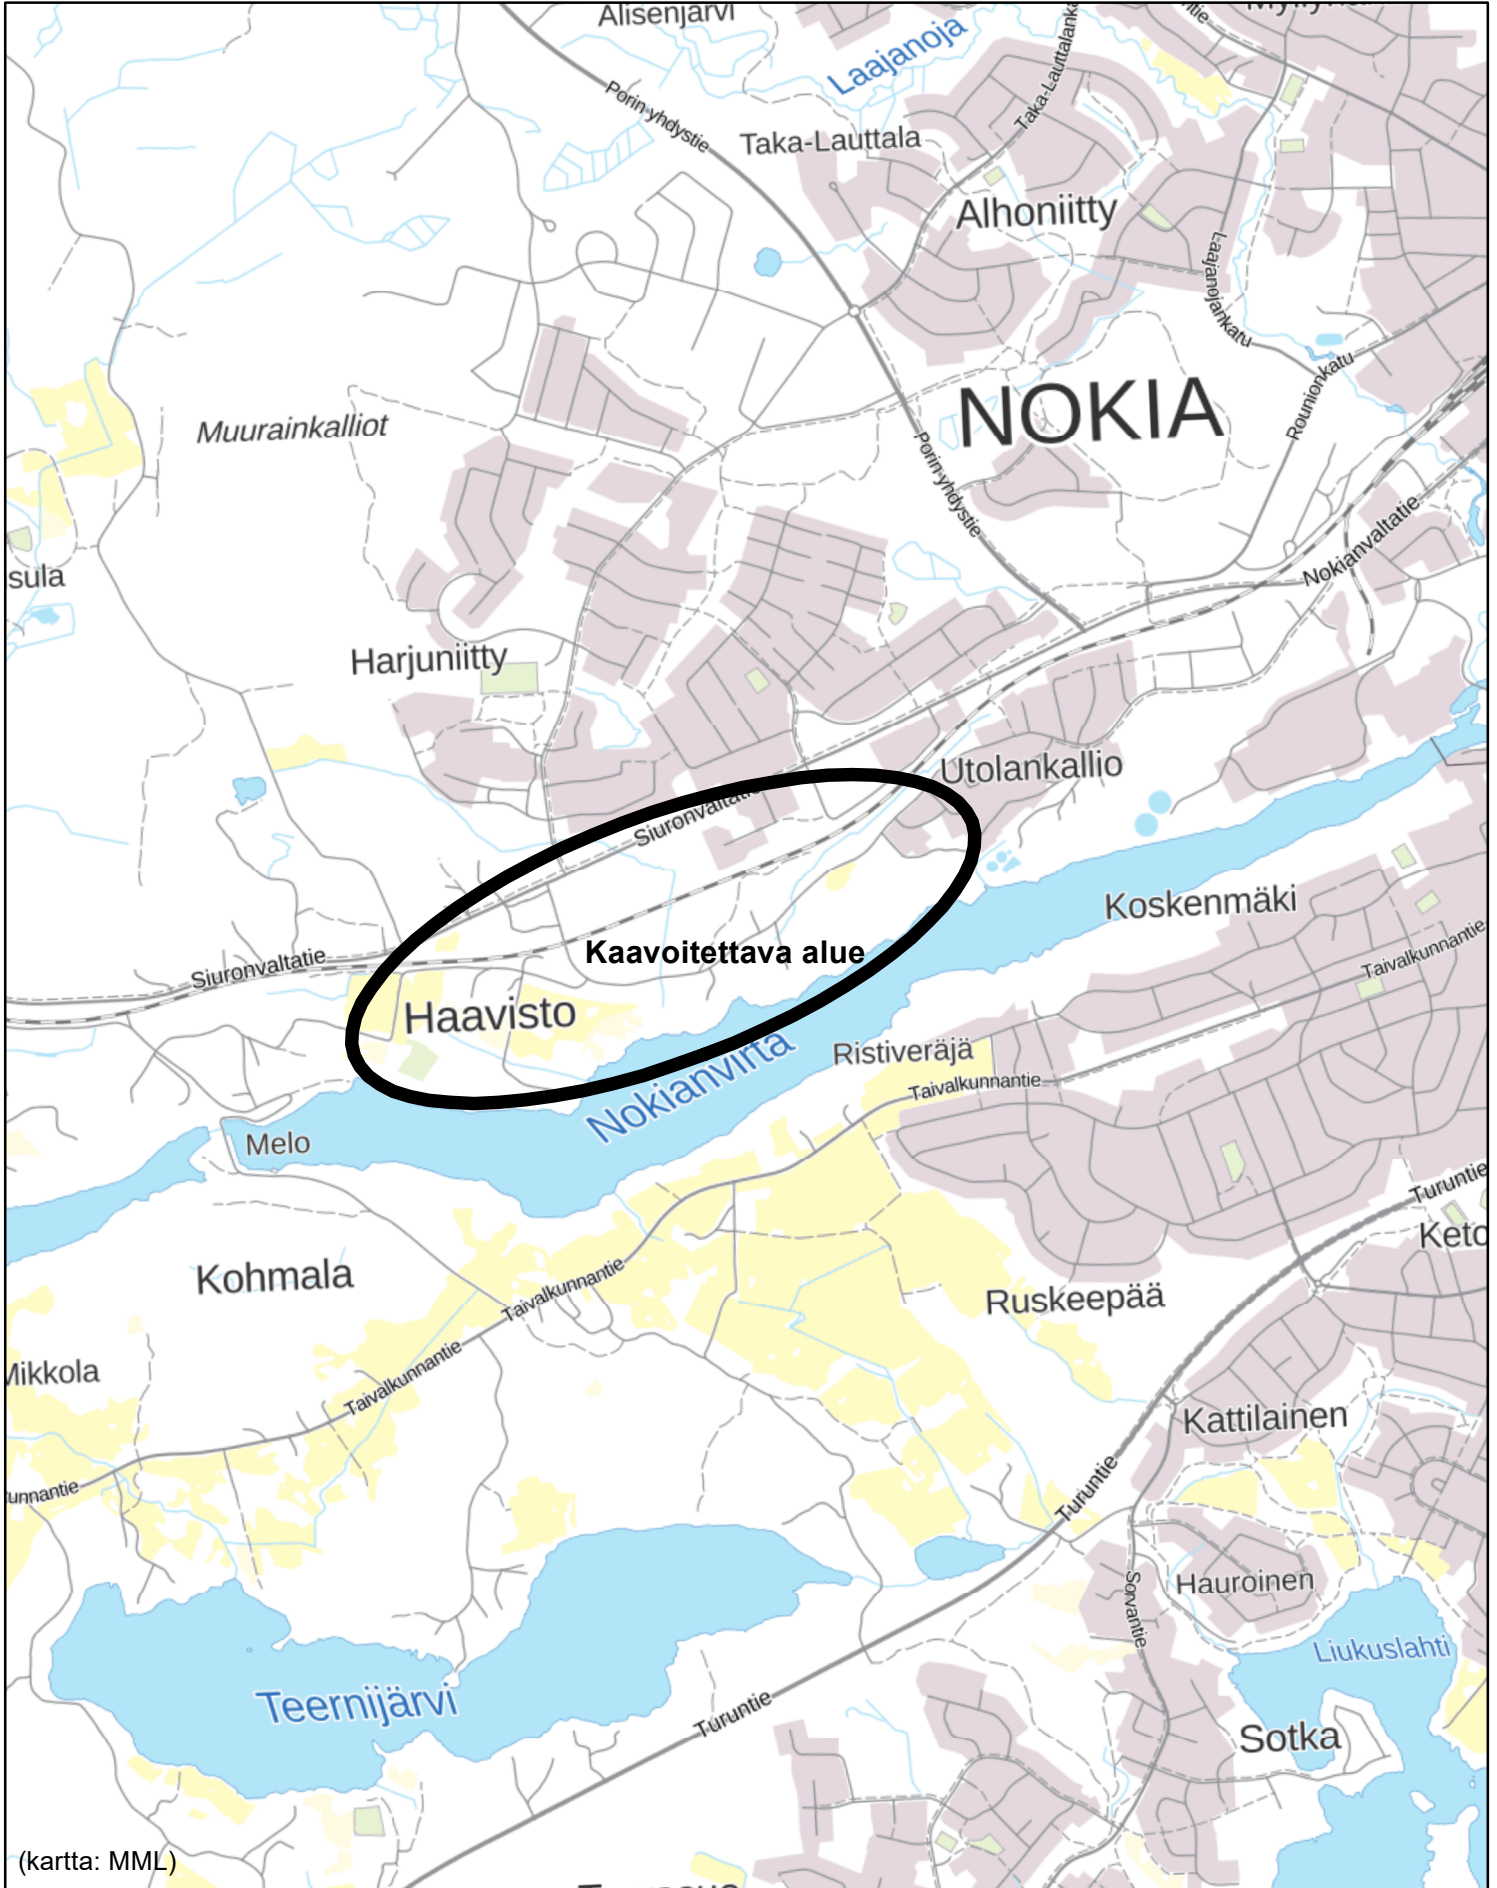 Alisenjärvi
Laajanoja
Porin yhdystie
Taka-Lauttala
Alhoniitty
Laajanojankatu
NOKIA
Rounionkatu
Muurainkalliot
Porin yhdystie
Nokianvaltatie
sula
Harjuniitty
Utolankallio
Siuronvaltatie
Koskenmäki
Taivalkunnantie
Kaavoitettava alue
Siuronvaltatie
Haavisto
Nokianvirta
Ristiveräjä
Taivalkunnantie
Melo
Turuntie
Keto
Kohmala
Taivalkunnantie
Ruskeepää
Mikkola
Taivalkunnantie
Kattilainen
unnantie
Turuntie
Hauroinen
Sorvantie
Liukuslahti
Teernijärvi
Turuntie
Sotka
(kartta: MML)